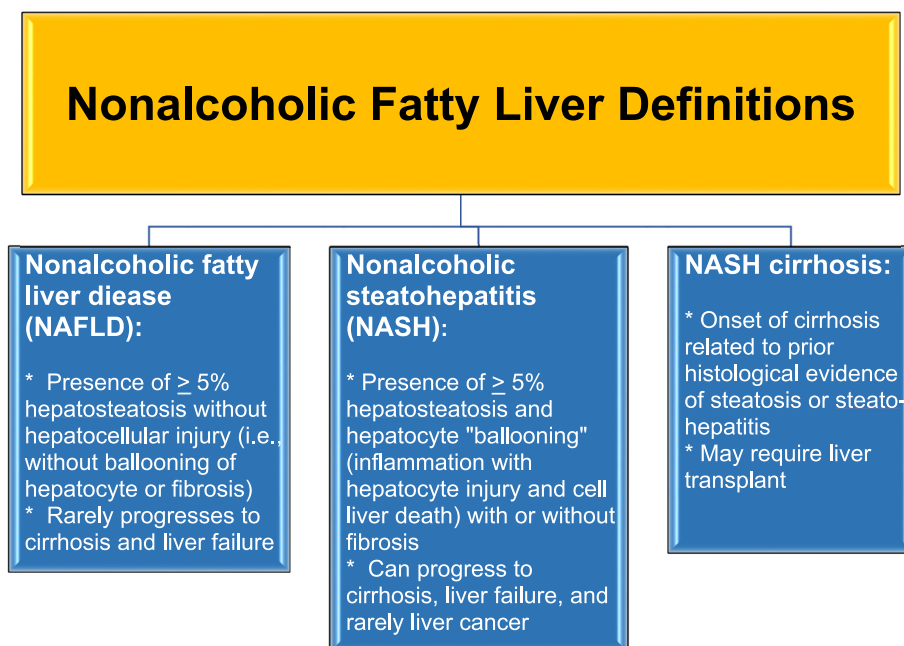 Nonalcoholic Fatty Liver Definitions
Nonalcoholic fatty
liver diease
(NAFLD):
* Presence of ≥ 5%
hepatosteatosis without
hepatocellular injury (i.e.,
without ballooning of
hepatocyte or fibrosis)
* Rarely progresses to
cirrhosis and liver failure
Nonalcoholic
steatohepatitis
(NASH):
* Presence of ≥ 5%
hepatosteatosis and
hepatocyte "ballooning"
(inflammation with
hepatocyte injury and cell
liver death) with or without
fibrosis
* Can progress to
cirrhosis, liver failure, and
rarely liver cancer
NASH cirrhosis:
* Onset of cirrhosis
related to prior
histological evidence
of steatosis or steato-
hepatitis
* May require liver
transplant